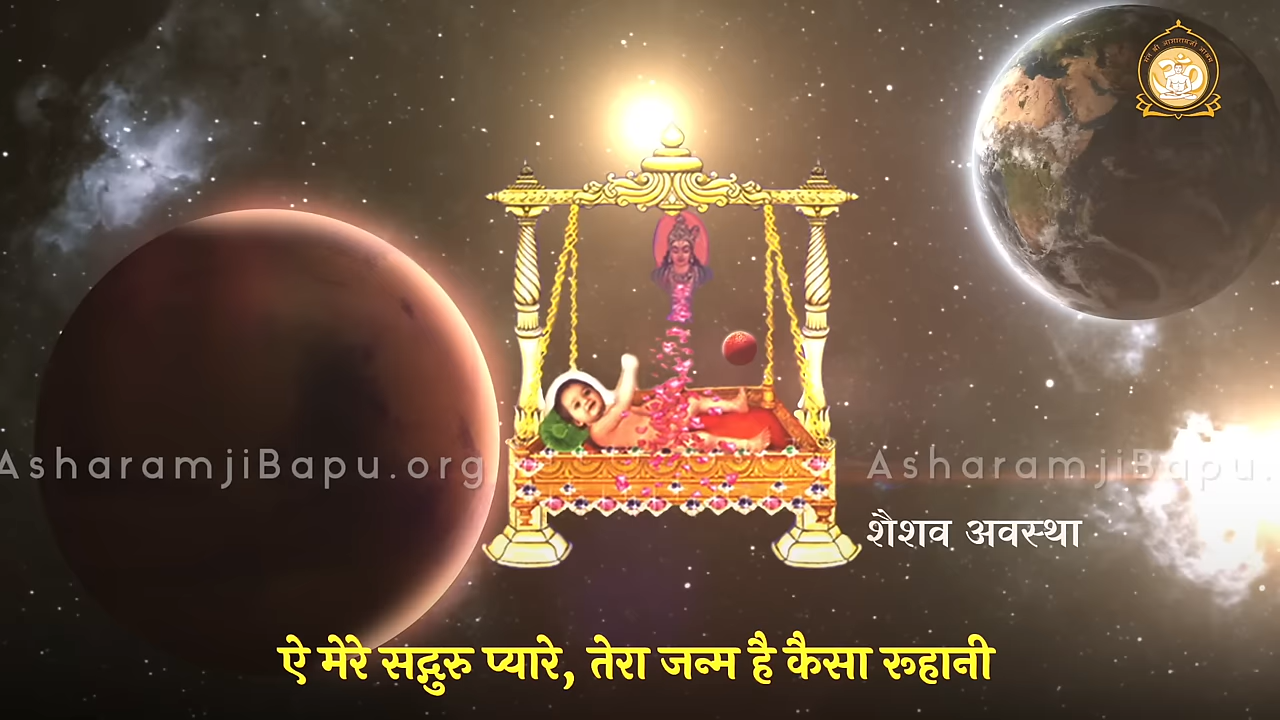 AsharamjiBapu.org
AsharamjiBapu.
शैशव अवस्था
ऐ मेरे सद्गुरु प्यारे, तेरा जन्म है कैसा रूहानी